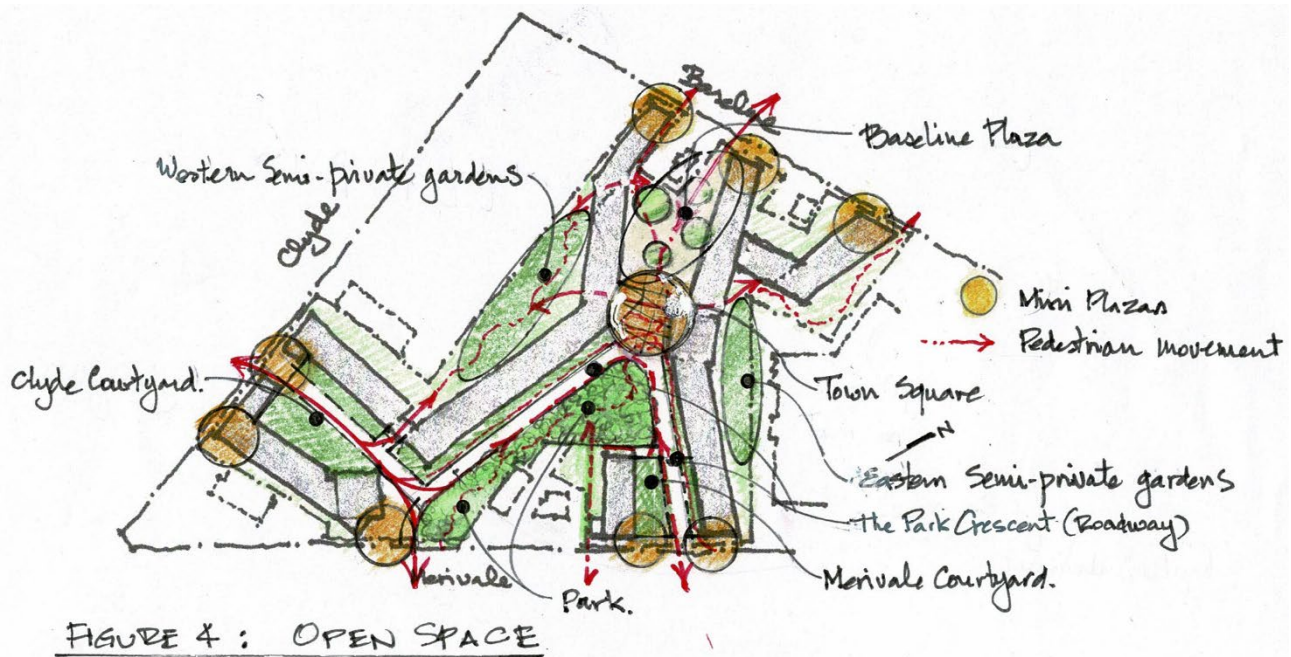 Baseline
Baseline Plaza
Western Semi-private gardens
Clyde
Mini Plazas
Pedestrian movement
Clyde Courtyard.
Town Square
N
Eastern Semi-private gardens
The Park Crescent (Roadway)
Merivale Courtyard.
Merivale
Park.
FIGURE 4 : OPEN SPACE